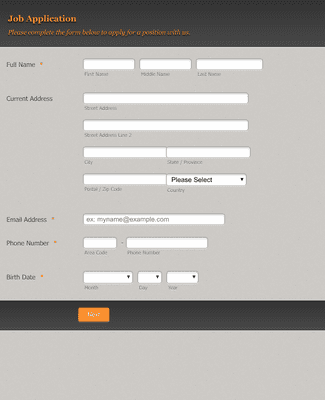 Job Application
Please complete the form below to apply for a position with us.
Full Name *
First Name Middle Name Last Name
Current Address
Street Address
Street Address Line 2
City State / Province
Postal / Zip Code Country
Please Select
Email Address *
ex: myname@example.com
Phone Number *
-
Area Code Phone Number
Birth Date *
Month Day Year
Next